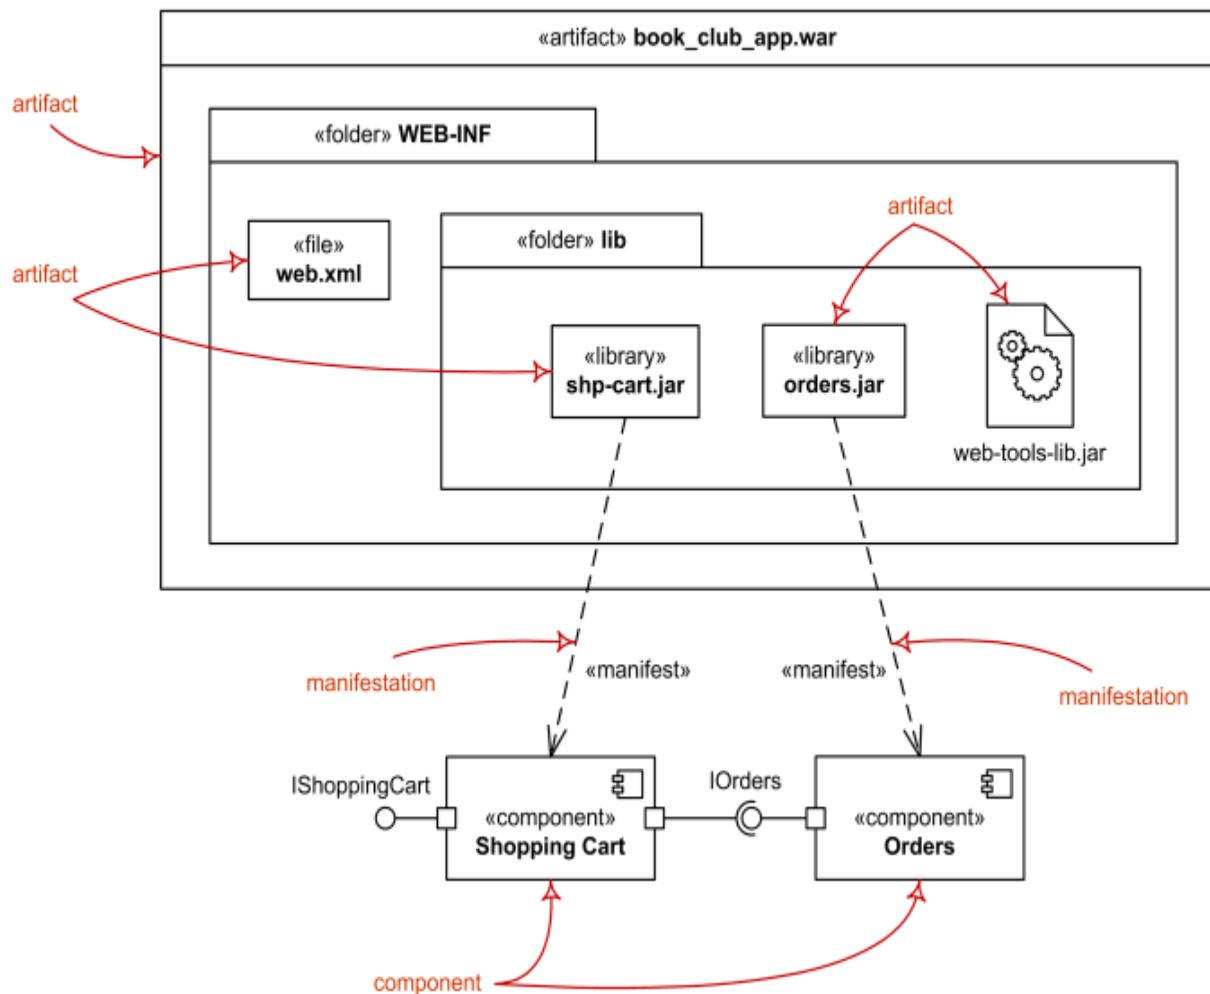 «artifact» book_club_app.war
artifact
«folder» WEB-INF
artifact
«file»
web.xml
«folder» lib
artifact
«library»
shp-cart.jar
«library»
orders.jar
web-tools-lib.jar
manifestation
«manifest»
«manifest»
manifestation
IShoppingCart
«component»
Shopping Cart
IOrders
«component»
Orders
component